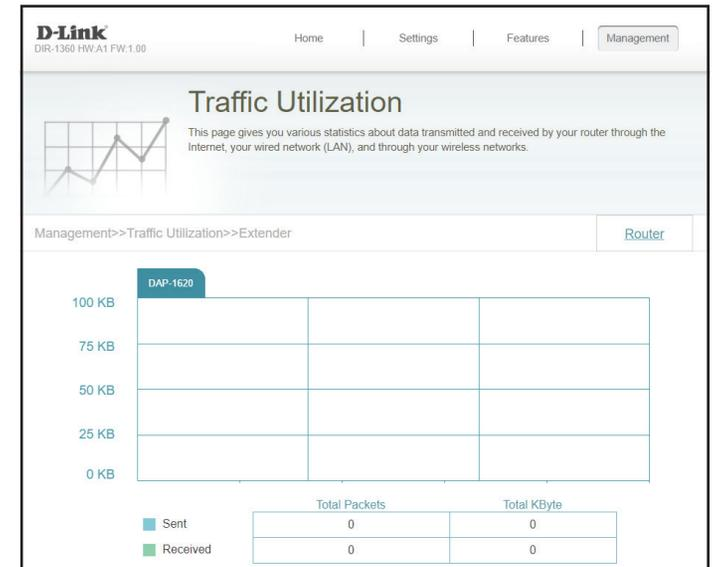 D-Link
DIR-1360 HW:A1 FW:1.00
Home
Settings
Features
Management
Traffic Utilization
This page gives you various statistics about data transmitted and received by your router through the
Internet, your wired network (LAN), and through your wireless networks.
Management>>Traffic Utilization>>Extender
Router
DAP-1620
100 KB
75 KB
50 KB
25 KB
0 KB
Total Packets Total KByte
Sent 0 0
Received 0 0